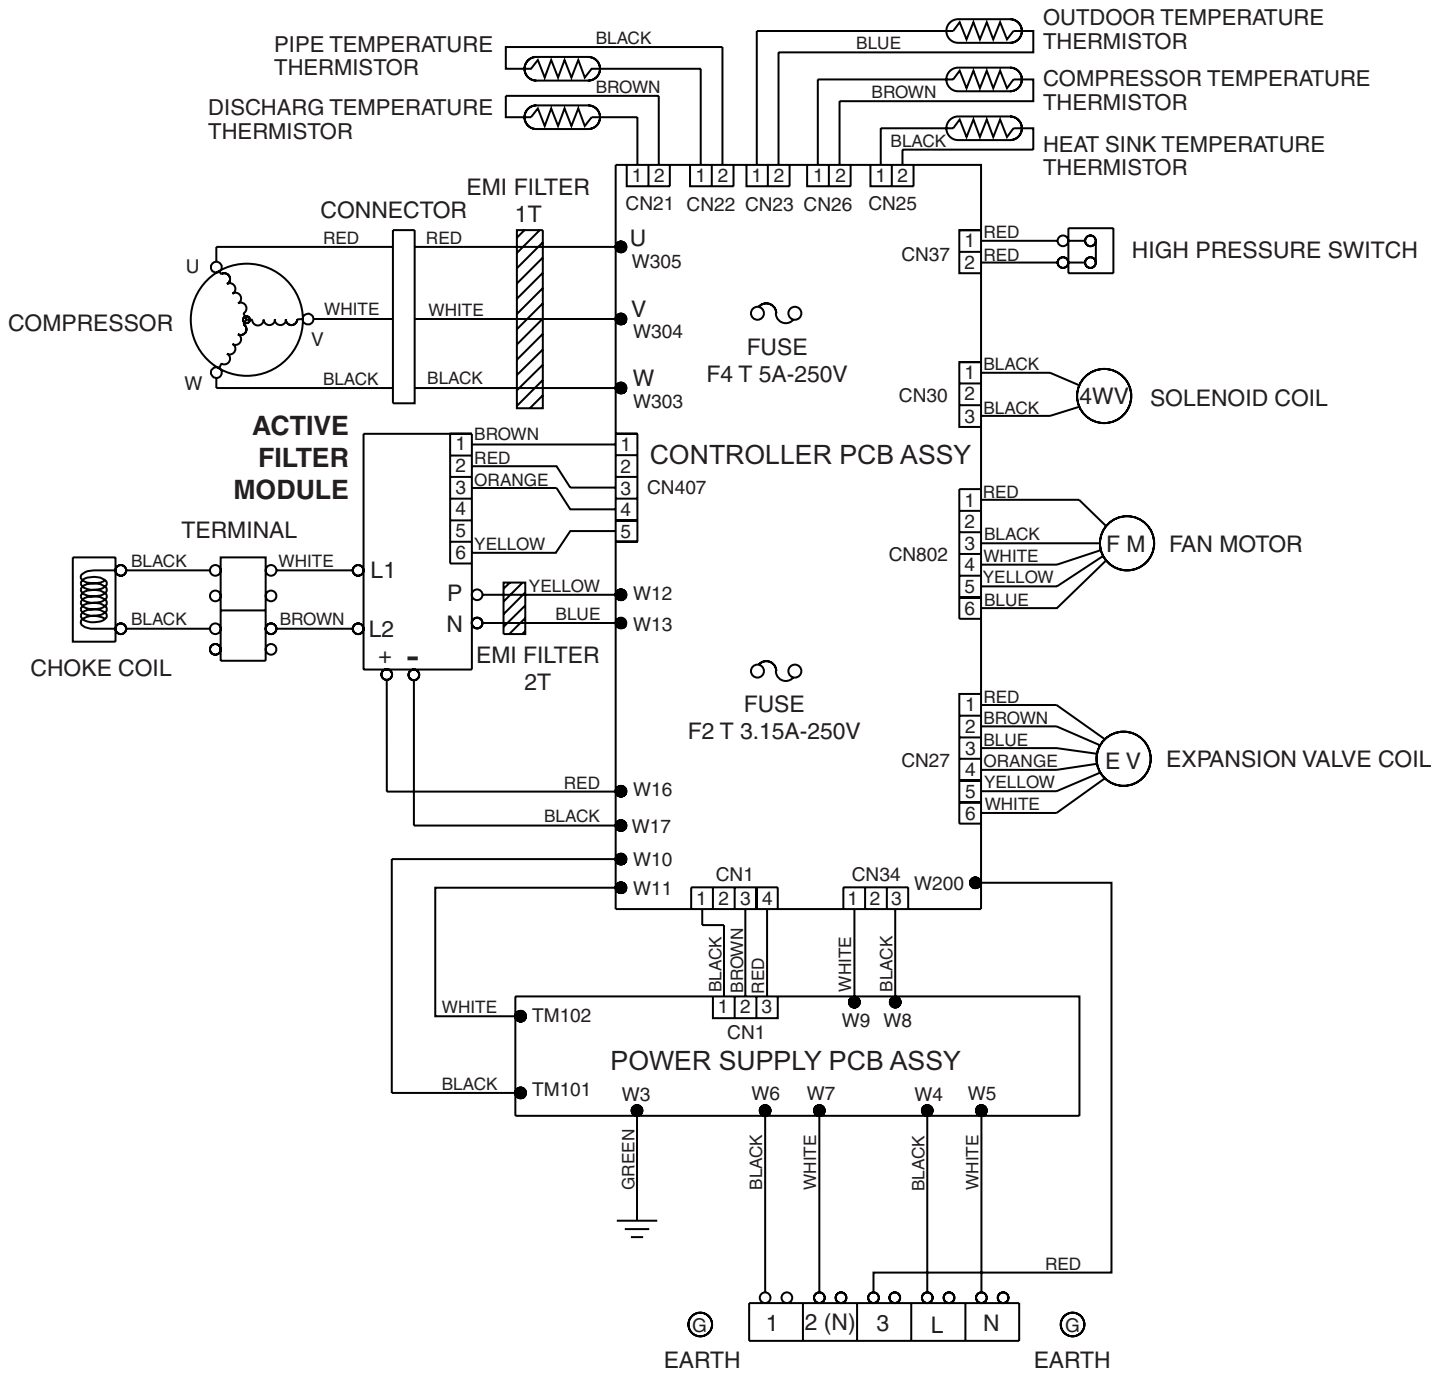 PIPE TEMPERATURE
THERMISTOR
BLACK
DISCHARG TEMPERATURE
THERMISTOR
BROWN
OUTDOOR TEMPERATURE
THERMISTOR
BLUE
COMPRESSOR TEMPERATURE
THERMISTOR
BROWN
HEAT SINK TEMPERATURE
THERMISTOR
BLACK
1 2
1 2
1 2
1 2
1 2
CN21
CN22
CN23
CN26
CN25
EMI FILTER
1T
CONNECTOR
RED
RED
U
U
W305
WHITE
WHITE
V
V
W304
COMPRESSOR
BLACK
BLACK
W
W
W303
FUSE
F4 T 5A-250V
CN37
1
2
RED
RED
HIGH PRESSURE SWITCH
CN30
1
2
3
BLACK
BLACK
4WV
SOLENOID COIL
ACTIVE
FILTER
MODULE
1
2
3
4
5
6
BROWN
RED
ORANGE
YELLOW
1
2
3
4
5
CN407
CONTROLLER PCB ASSY
CN802
1
2
3
4
5
6
RED
BLACK
WHITE
YELLOW
BLUE
F M
FAN MOTOR
TERMINAL
BLACK
WHITE
L1
BLACK
BROWN
L2
CHOKE COIL
P
YELLOW
W12
N
BLUE
W13
EMI FILTER
2T
+ -
FUSE
F2 T 3.15A-250V
CN27
1
2
3
4
5
6
RED
BROWN
BLUE
ORANGE
YELLOW
WHITE
E V
EXPANSION VALVE COIL
RED
W16
BLACK
W17
W10
W11
CN1
1 2 3 4
CN34
1 2 3
W200
BLACK
BROWN
RED
WHITE
BLACK
WHITE
TM102
1 2 3
CN1
W9
W8
POWER SUPPLY PCB ASSY
BLACK
TM101
W3
W6
W7
W4
W5
GREEN
BLACK
WHITE
BLACK
WHITE
RED
G
EARTH
1
2 (N)
3
L
N
G
EARTH